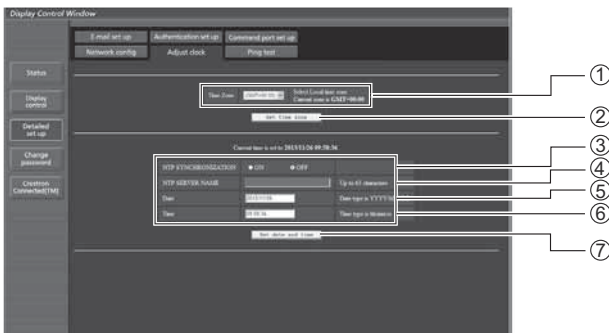 Display Control Window
E-mail set up Authentication set up Command port set up
Network config Adjust clock Ping test
Status
Display control
Detailed set up
Change password
Crestron Connected(TM)
Time Zone GMT+00:00 Select Local time zone
Current zone is GMT+00:00
Set time zone
Current time is set to 2013/11/26 09:58:36
NTP SYNCHRONIZATION ON OFF
NTP SERVER NAME Up to 63 characters
Date Date type is YYYY/M
Time Time type is
Set date and time
①
②
③
④
⑤
⑥
⑦